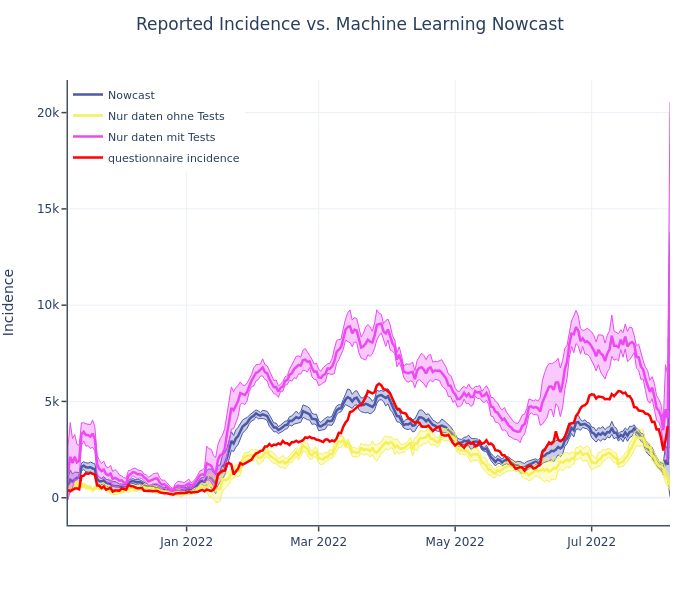 Reported Incidence vs. Machine Learning Nowcast
Nowcast
Nur daten ohne Tests
Nur daten mit Tests
questionnaire incidence
20k
15k
10k
5k
0
Incidence
Jan 2022
Mar 2022
May 2022
Jul 2022